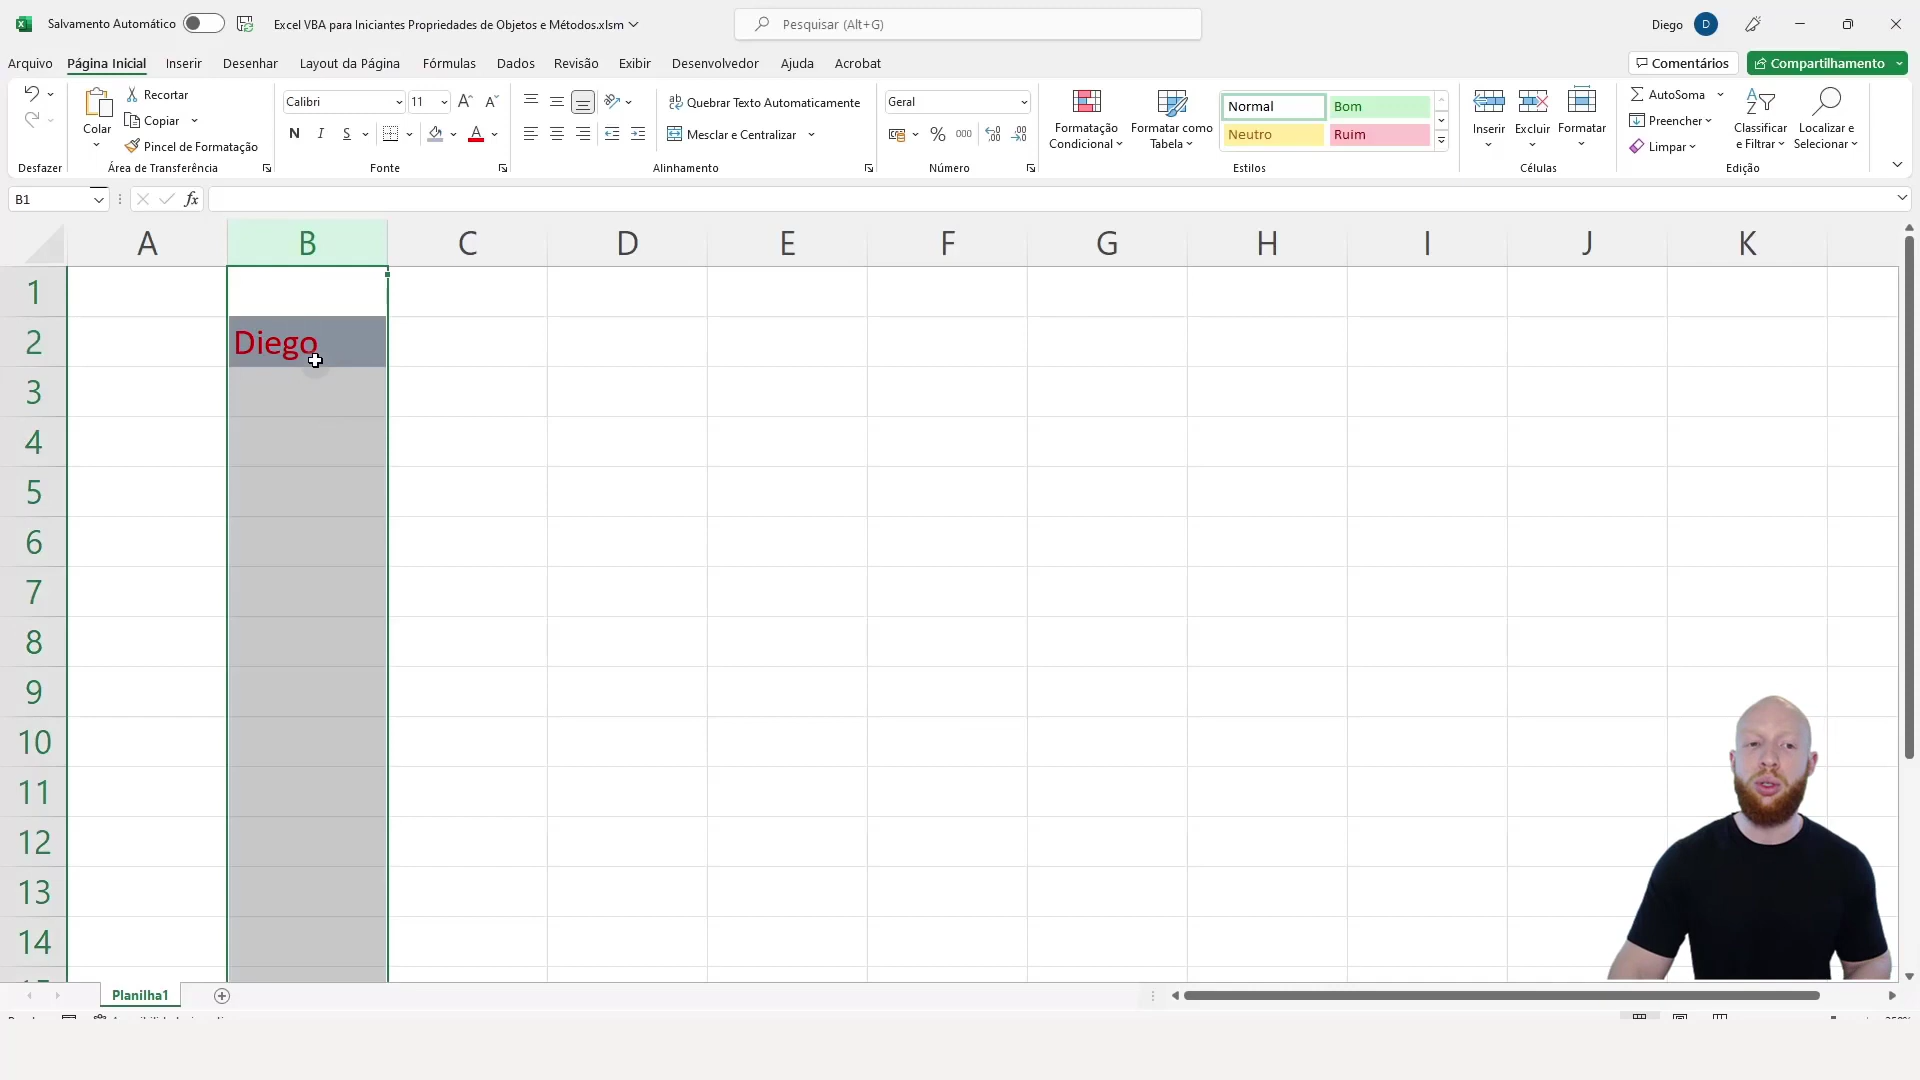 Salvamento Automático
Excel VBA para Iniciantes Propriedades de Objetos e Métodos.xlsm
Pesquisar (Alt+G)
Diego
D
Arquivo
Página Inicial
Inserir
Desenhar
Layout da Página
Fórmulas
Dados
Revisão
Exibir
Desenvolvedor
Ajuda
Acrobat
Comentários
Compartilhamento
Colar
Recortar
Copiar
Pincel de Formatação
Calibri
11
N
I
S
Quebrar Texto Automaticamente
Mesclar e Centralizar
Geral
%
000
Formatação
Condicional
Formatar como
Tabela
Normal
Bom
Neutro
Ruim
Inserir
Excluir
Formatar
AutoSoma
Preencher
Limpar
Classificar
e Filtrar
Localizar e
Selecionar
Desfazer
Área de Transferência
Fonte
Alinhamento
Número
Estilos
Células
Edição
B1
fx
A B C D E F G H I J K
1
2 Diego
3
4
5
6
7
8
9
10
11
12
13
14
Planilha1